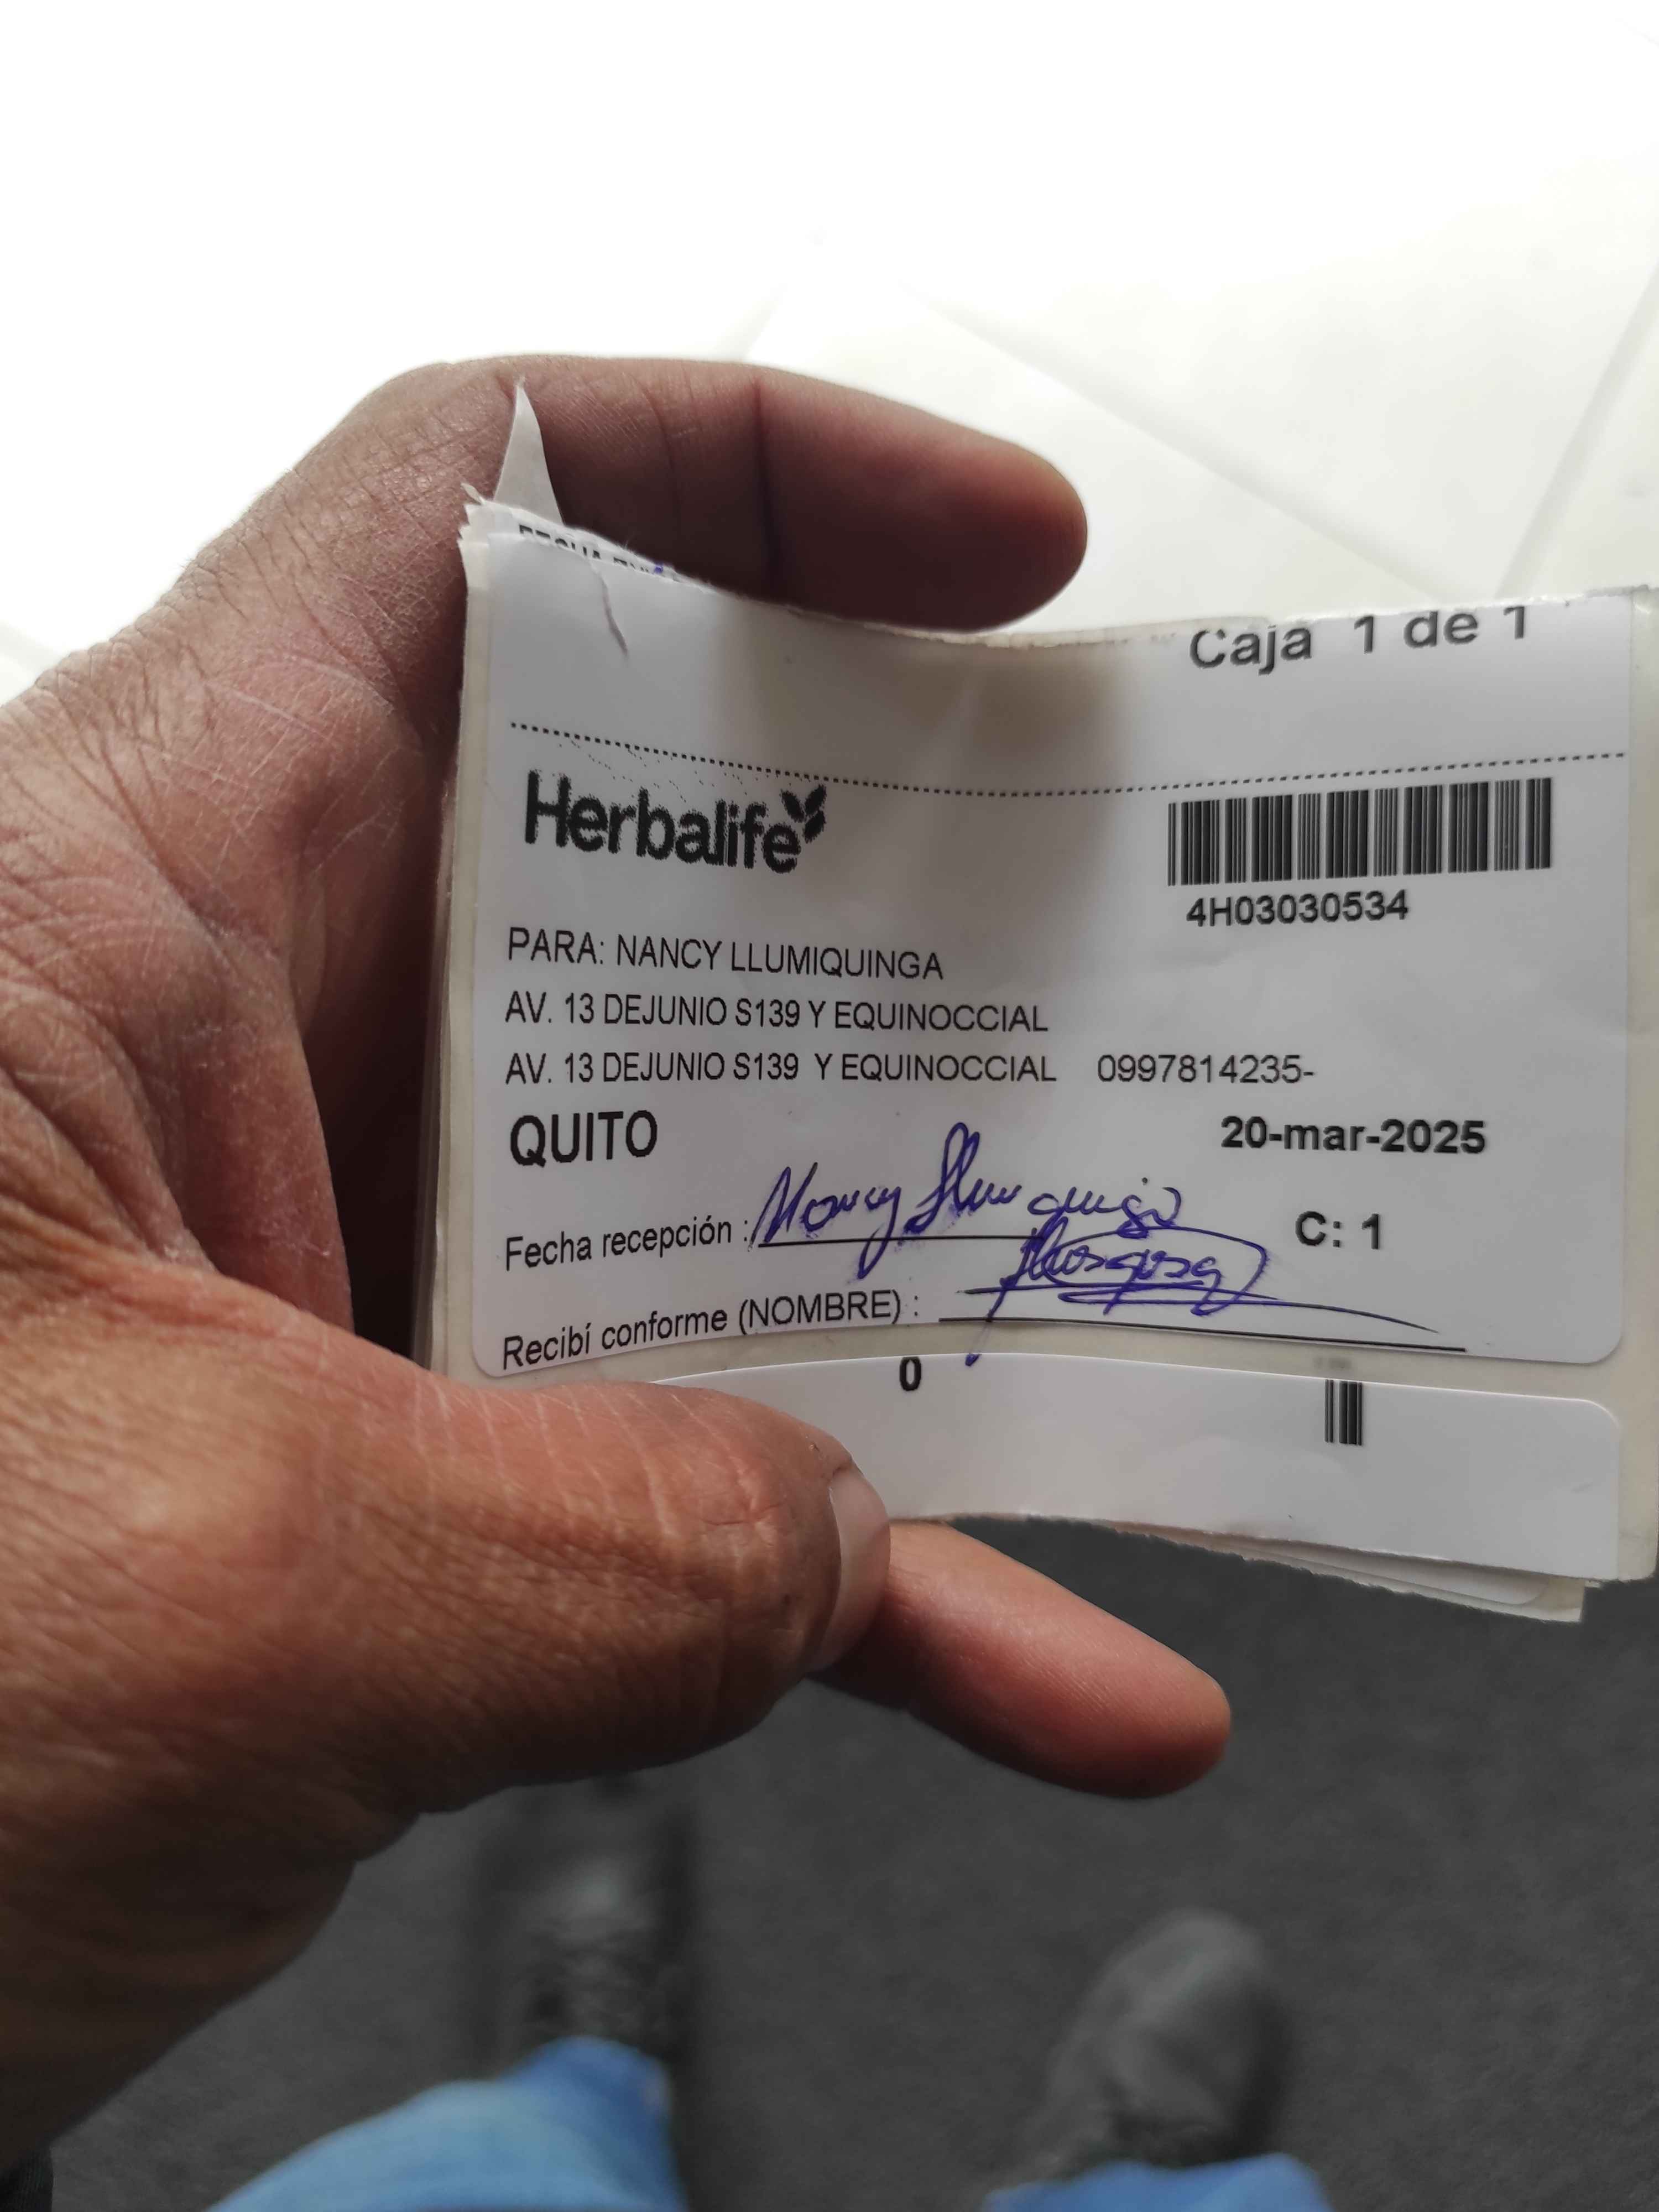 Caja 1 de 1
Herbalife
4H03030534
PARA: NANCY LLUMIQUINGA
AV. 13 DEJUNIO S139 Y EQUINOCCIAL
AV. 13 DEJUNIO S139 Y EQUINOCCIAL 0997814235-
QUITO 20-mar-2025
Fecha recepción : Nancy
C: 1
Recibí conforme (NOMBRE) :
0